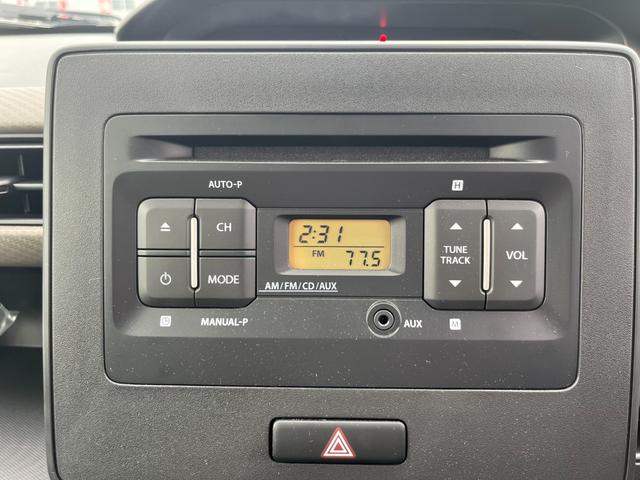 AUTO-P
H
CH
TUNE
TRACK
VOL
2:31
FM 77.5
MODE
AM/FM/CD/AUX
MANUAL-P
AUX
M